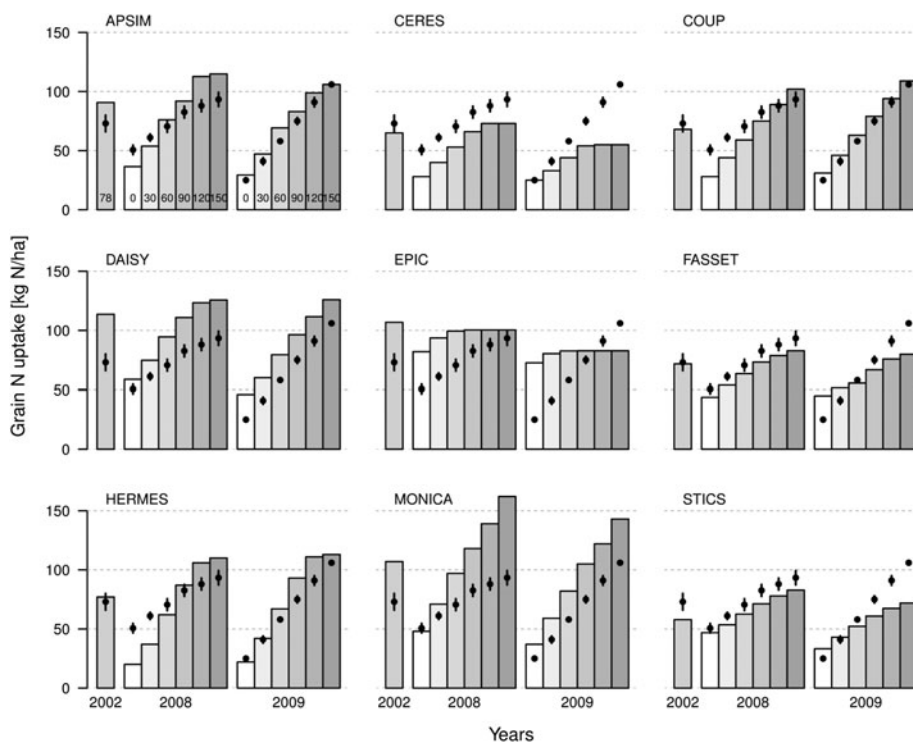 APSIM CERES COUP
150
100
50
0
78 0 30 60 90 120 150 0 30 60 90 120 150
DAISY EPIC FASSET
150
100
50
0
Grain N uptake [kg N/ha]
HERMES MONICA STICS
150
100
50
0
2002 2008 2009 2002 2008 2009 2002 2008 2009
Years